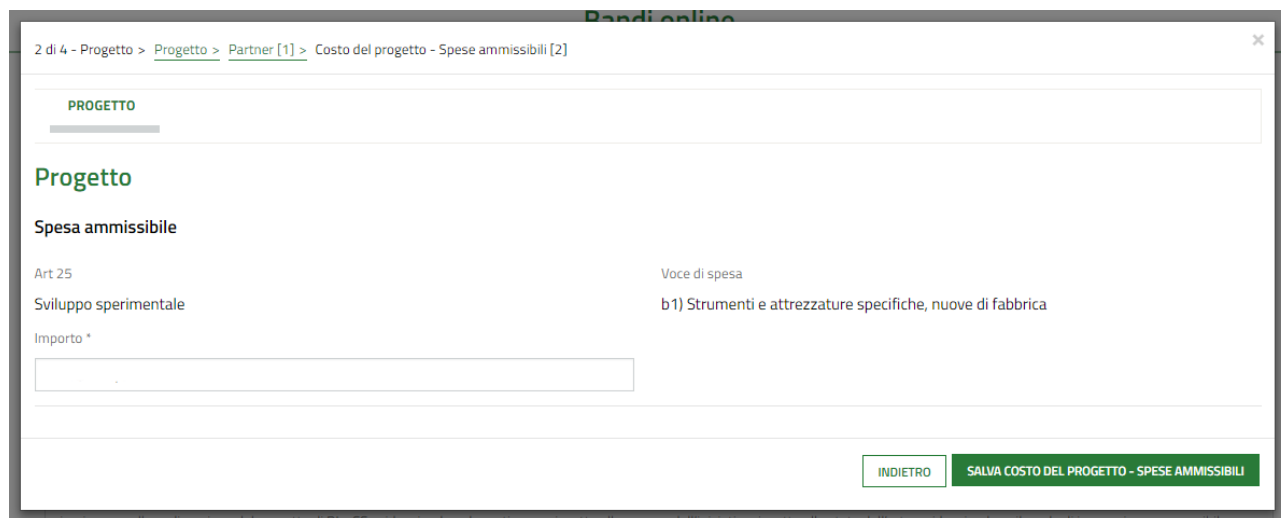 Bandi online
2 di 4 - Progetto > Progetto > Partner [1] > Costo del progetto - Spese ammissibili [2]
×
PROGETTO
Progetto
Spesa ammissibile
Art 25
Voce di spesa
Sviluppo sperimentale
b1) Strumenti e attrezzature specifiche, nuove di fabbrica
Importo *
INDIETRO
SALVA COSTO DEL PROGETTO - SPESE AMMISSIBILI